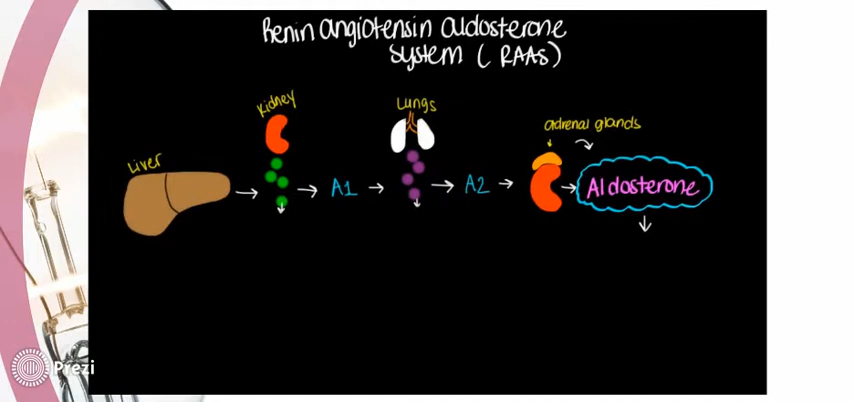 Renin angiotensin aldosterone
system ( RAAS)
Kidney
Lungs
adrenal glands
Liver
A1
A2
Aldosterone
Prezi